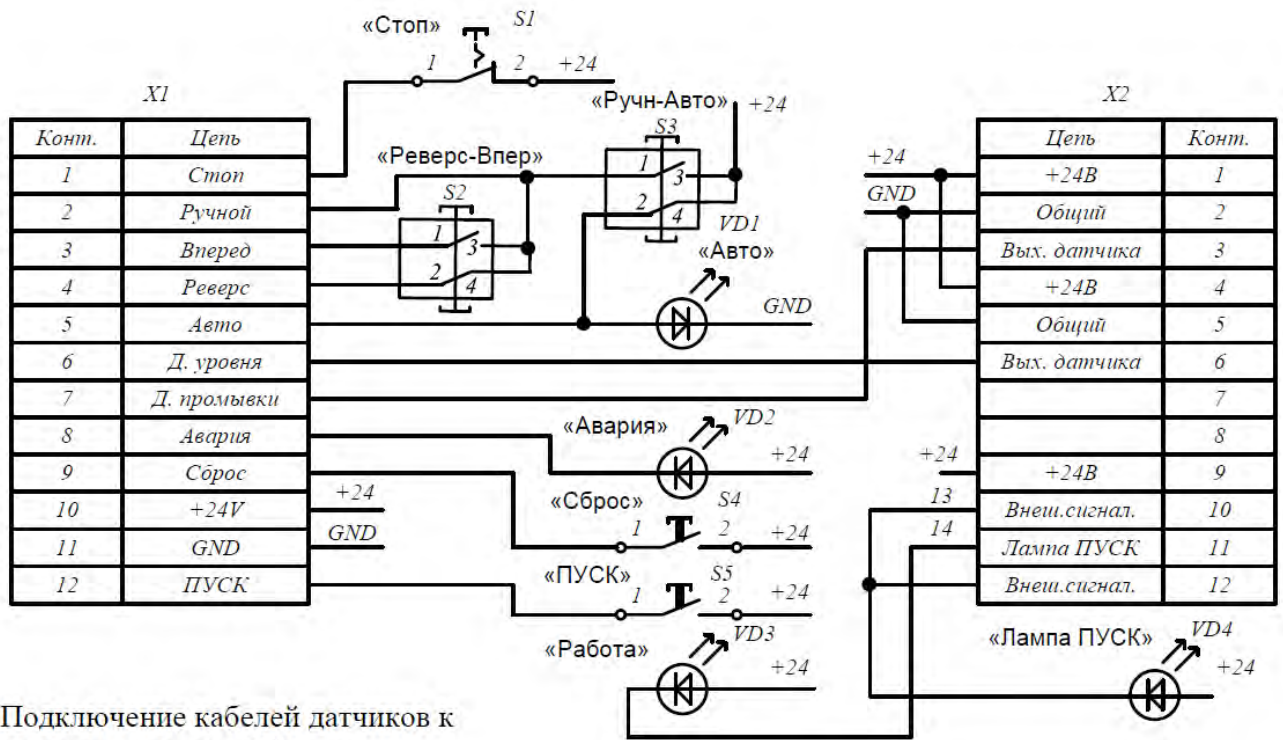 «Стоп»
S1
1
2
+24
X1
«Ручн-Авто»
+24
X2
Конт.
Цепь
1
Стоп
2
Ручной
3
Вперед
4
Реверс
5
Авто
6
Д. уровня
7
Д. промывки
8
Авария
9
Сброс
10
+24V
11
GND
12
ПУСК
«Реверс-Впер»
S2
1
3
2
4
S3
1
3
2
4
VD1
«Авто»
GND
«Авария»
VD2
+24
+24
GND
«Сброс»
S4
1
2
+24
«ПУСК»
S5
1
2
+24
«Работа»
VD3
+24
+24
GND
Цепь
Конт.
+24В
1
Общий
2
Вых. датчика
3
+24В
4
Общий
5
Вых. датчика
6
7
8
+24
+24В
9
13
Внеш.сигнал.
10
14
Лампа ПУСК
11
Внеш.сигнал.
12
«Лампа ПУСК»
VD4
+24
Подключение кабелей датчиков к